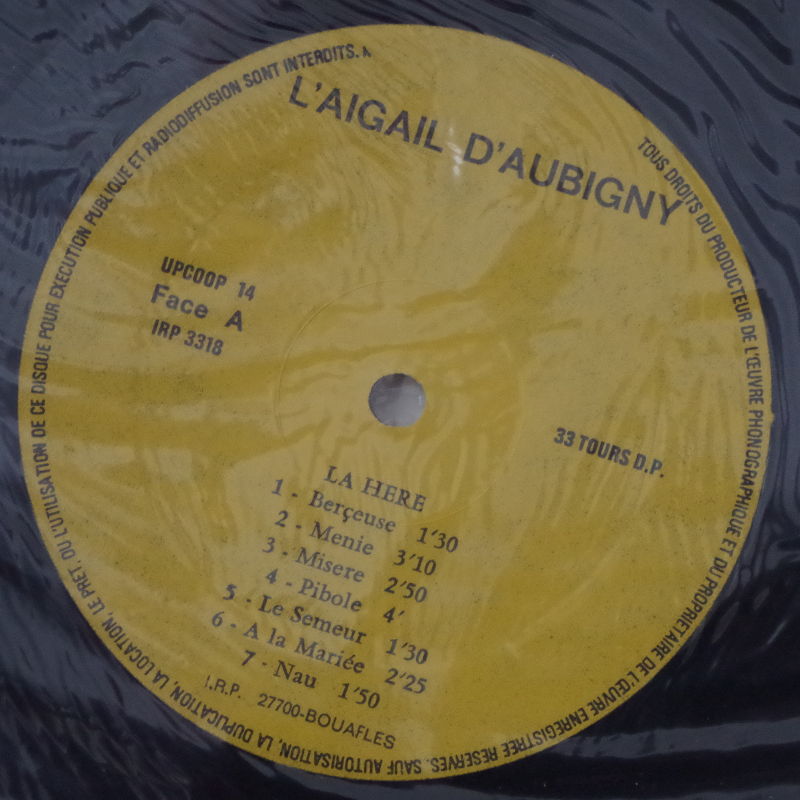 L'AIGAIL D'AUBIGNY
UPCOOP 14
Face A
IRP 3318
33 TOURS D.P.
LA HERE
1 - Berçeuse 1'30
2 - Menie 3'10
3 - Misere 2'50
4 - Pibole 4'
5 - Le Semeur 1'30
6 - A la Mariée 2'25
7 - Nau 1'50
I.R.P. 27700-BOUAFLES
TOUS DROITS DU PRODUCTEUR DE L'ŒUVRE PHONOGRAPHIQUE ET DU PROPRIETAIRE DE L'ŒUVRE ENREGISTREE RESERVES. SAUF AUTORISATION, LA DUPLICATION, LA LOCATION, LE PRET, OU L'UTILISATION DE CE DISQUE POUR EXECUTION PUBLIQUE ET RADIODIFFUSION SONT INTERDITS. A